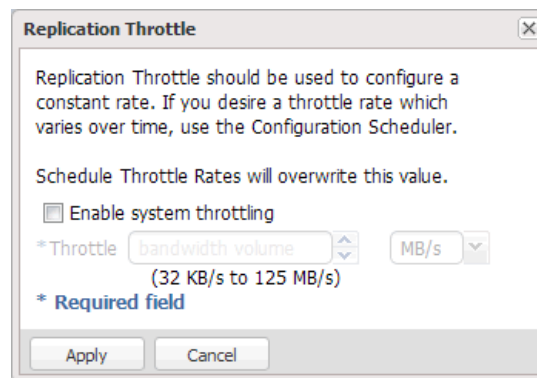 Replication Throttle
Replication Throttle should be used to configure a
constant rate. If you desire a throttle rate which
varies over time, use the Configuration Scheduler.
Schedule Throttle Rates will overwrite this value.
Enable system throttling
*Throttle bandwidth volume MB/s
(32 KB/s to 125 MB/s)
* Required field
Apply Cancel